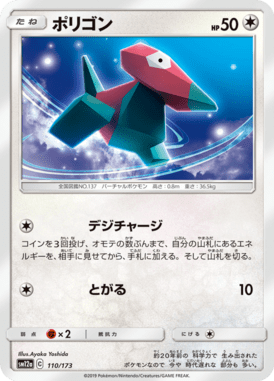 たね ポリゴン HP 50
全国図鑑NO.137 バーチャルポケモン 高さ:0.8m 重さ:36.5kg
デジチャージ
コインを3回投げ、オモテの数ぶんまで、自分の山札にあるエネ
ルギーを、相手に見せてから、手札に加える。そして山札を切る。
とがる 10
弱点 ×2 抵抗力 にげる
Illus.Ayaka Yoshida
sm12a C 110/173
約20年前の 科学力で 生み出された
ポケモンなので 今や 時代遅れな 部分も 多い。
©2019 Pokémon/Nintendo/Creatures/GAME FREAK.